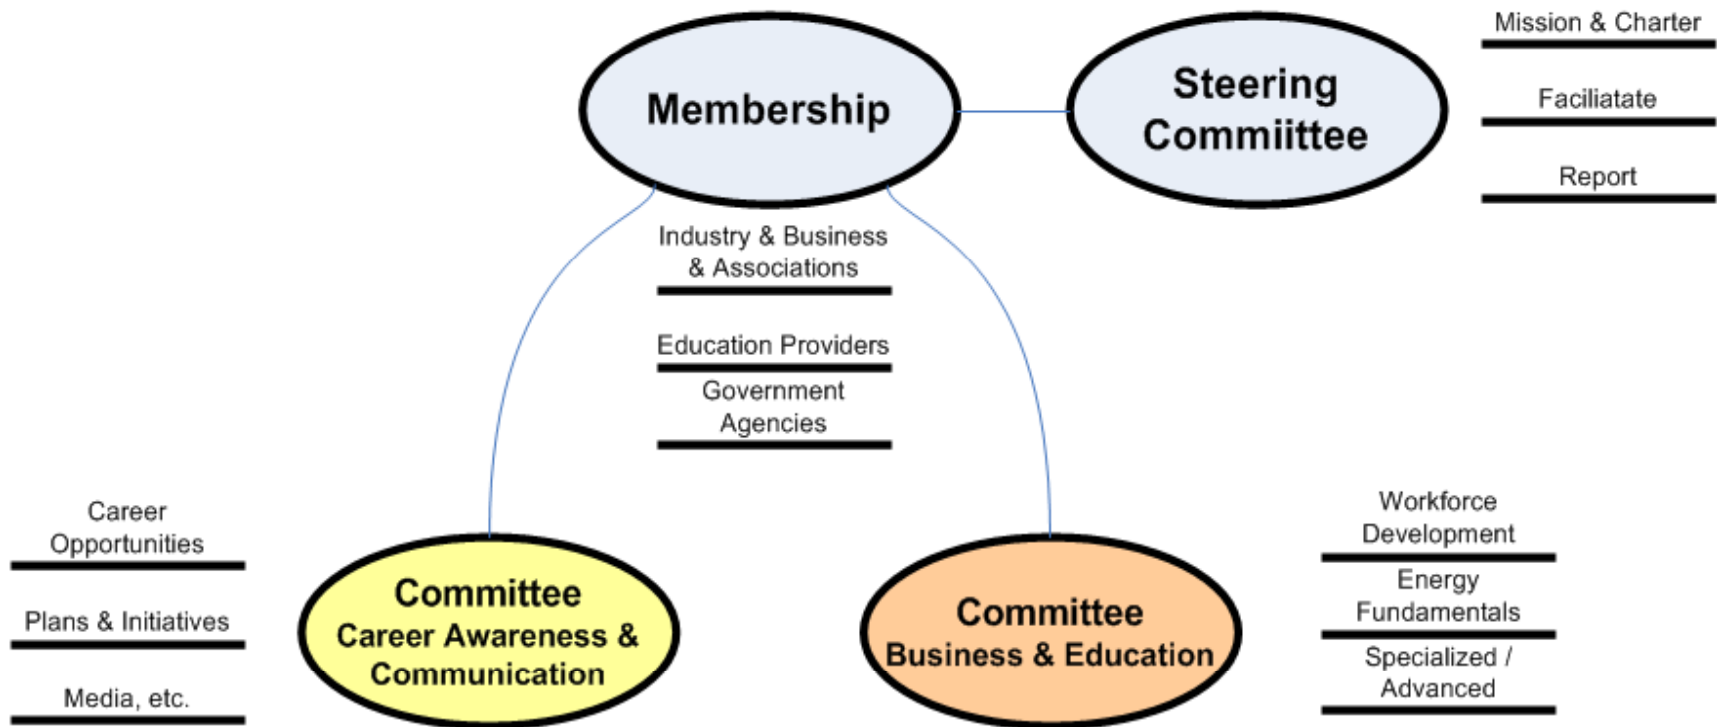 Membership
Steering
Commiittee
Mission & Charter
Faciliatate
Report
Industry & Business
& Associations
Education Providers
Government
Agencies
Career
Opportunities
Plans & Initiatives
Media, etc.
Committee
Career Awareness &
Communication
Committee
Business & Education
Workforce
Development
Energy
Fundamentals
Specialized /
Advanced